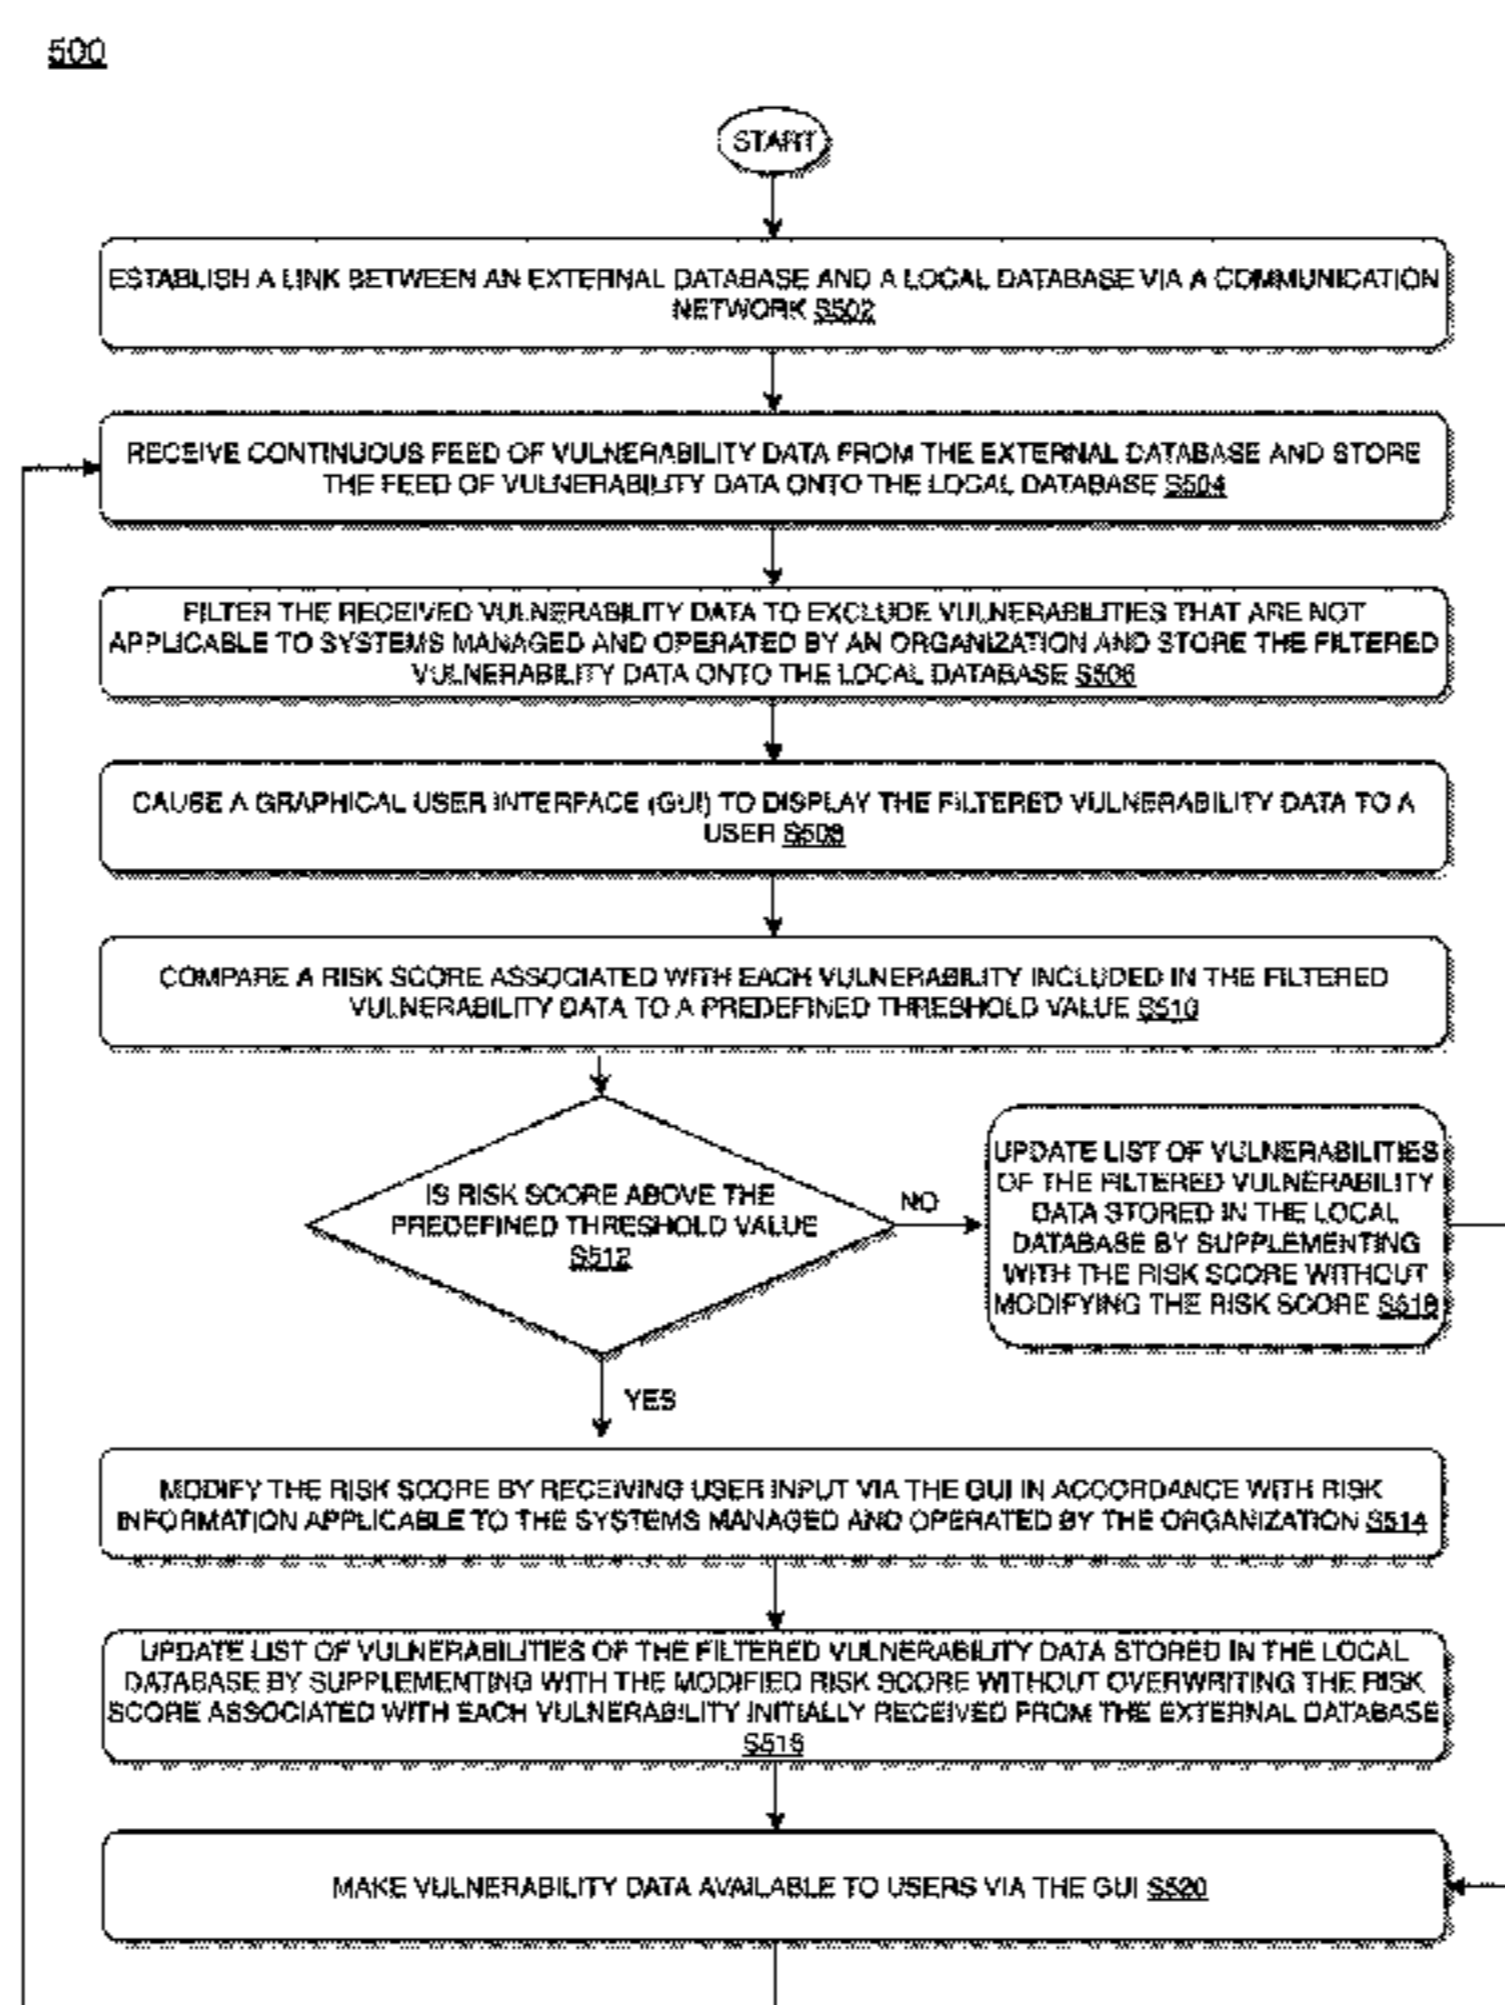 500
START
ESTABLISH A LINK BETWEEN AN EXTERNAL DATABASE AND A LOCAL DATABASE VIA A COMMUNICATION
NETWORK S502
RECEIVE CONTINUOUS FEED OF VULNERABILITY DATA FROM THE EXTERNAL DATABASE AND STORE
THE FEED OF VULNERABILITY DATA ONTO THE LOCAL DATABASE S504
FILTER THE RECEIVED VULNERABILITY DATA TO EXCLUDE VULNERABILITIES THAT ARE NOT
APPLICABLE TO SYSTEMS MANAGED AND OPERATED BY AN ORGANIZATION AND STORE THE FILTERED
VULNERABILITY DATA ONTO THE LOCAL DATABASE S506
CAUSE A GRAPHICAL USER INTERFACE (GUI) TO DISPLAY THE FILTERED VULNERABILITY DATA TO A
USER S508
COMPARE A RISK SCORE ASSOCIATED WITH EACH VULNERABILITY INCLUDED IN THE FILTERED
VULNERABILITY DATA TO A PREDEFINED THRESHOLD VALUE S510
IS RISK SCORE ABOVE THE
PREDEFINED THRESHOLD VALUE
S512
NO
UPDATE LIST OF VULNERABILITIES
OF THE FILTERED VULNERABILITY
DATA STORED IN THE LOCAL
DATABASE BY SUPPLEMENTING
WITH THE RISK SCORE WITHOUT
MODIFYING THE RISK SCORE S518
YES
MODIFY THE RISK SCORE BY RECEIVING USER INPUT VIA THE GUI IN ACCORDANCE WITH RISK
INFORMATION APPLICABLE TO THE SYSTEMS MANAGED AND OPERATED BY THE ORGANIZATION S514
UPDATE LIST OF VULNERABILITIES OF THE FILTERED VULNERABILITY DATA STORED IN THE LOCAL
DATABASE BY SUPPLEMENTING WITH THE MODIFIED RISK SCORE WITHOUT OVERWRITING THE RISK
SCORE ASSOCIATED WITH EACH VULNERABILITY INITIALLY RECEIVED FROM THE EXTERNAL DATABASE
S516
MAKE VULNERABILITY DATA AVAILABLE TO USERS VIA THE GUI S520